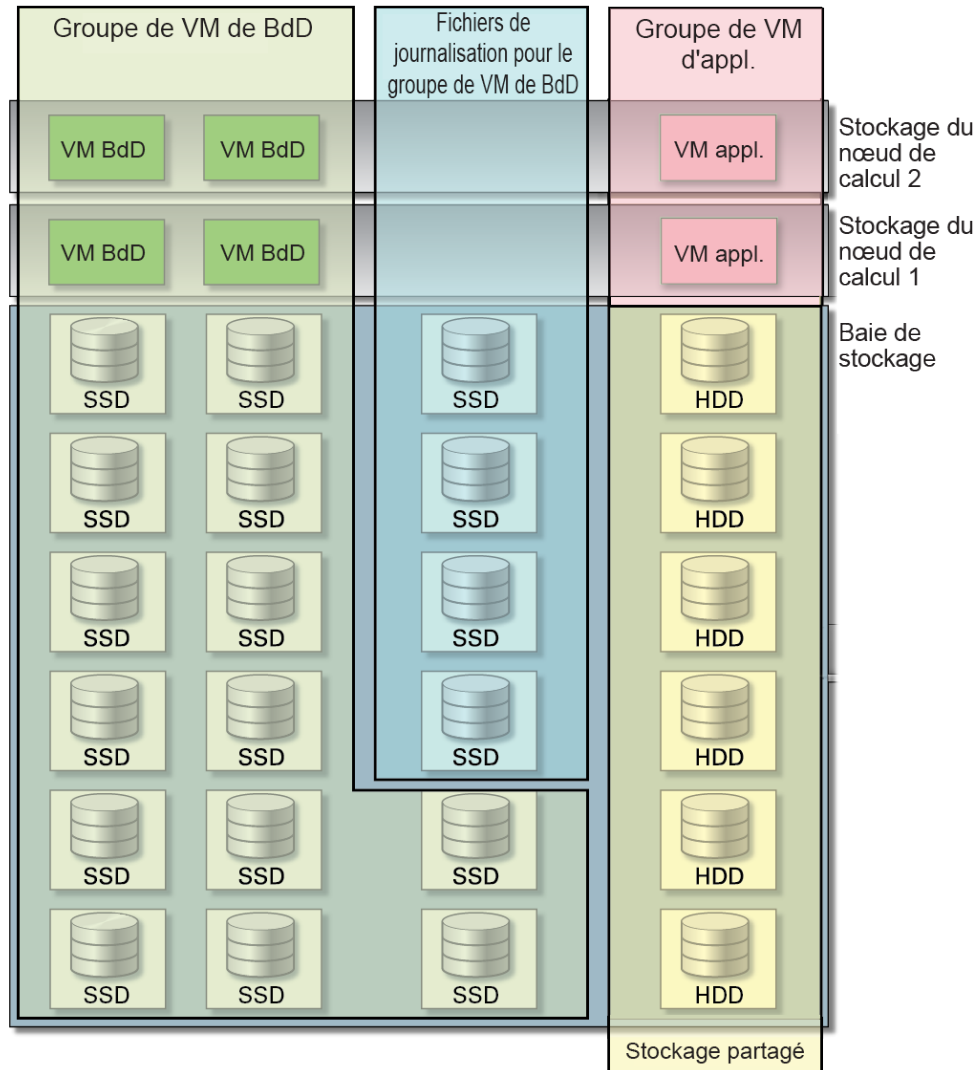 Groupe de VM de BdD
Fichiers de
journalisation pour le
groupe de VM de BdD
Groupe de VM
d'appl.
VM BdD VM BdD VM appl.
Stockage du
nœud de
calcul 2
VM BdD VM BdD VM appl.
Stockage du
nœud de
calcul 1
Baie de
stockage
SSD SSD SSD HDD
SSD SSD SSD HDD
SSD SSD SSD HDD
SSD SSD SSD HDD
SSD SSD SSD HDD
SSD SSD SSD HDD
Stockage partagé